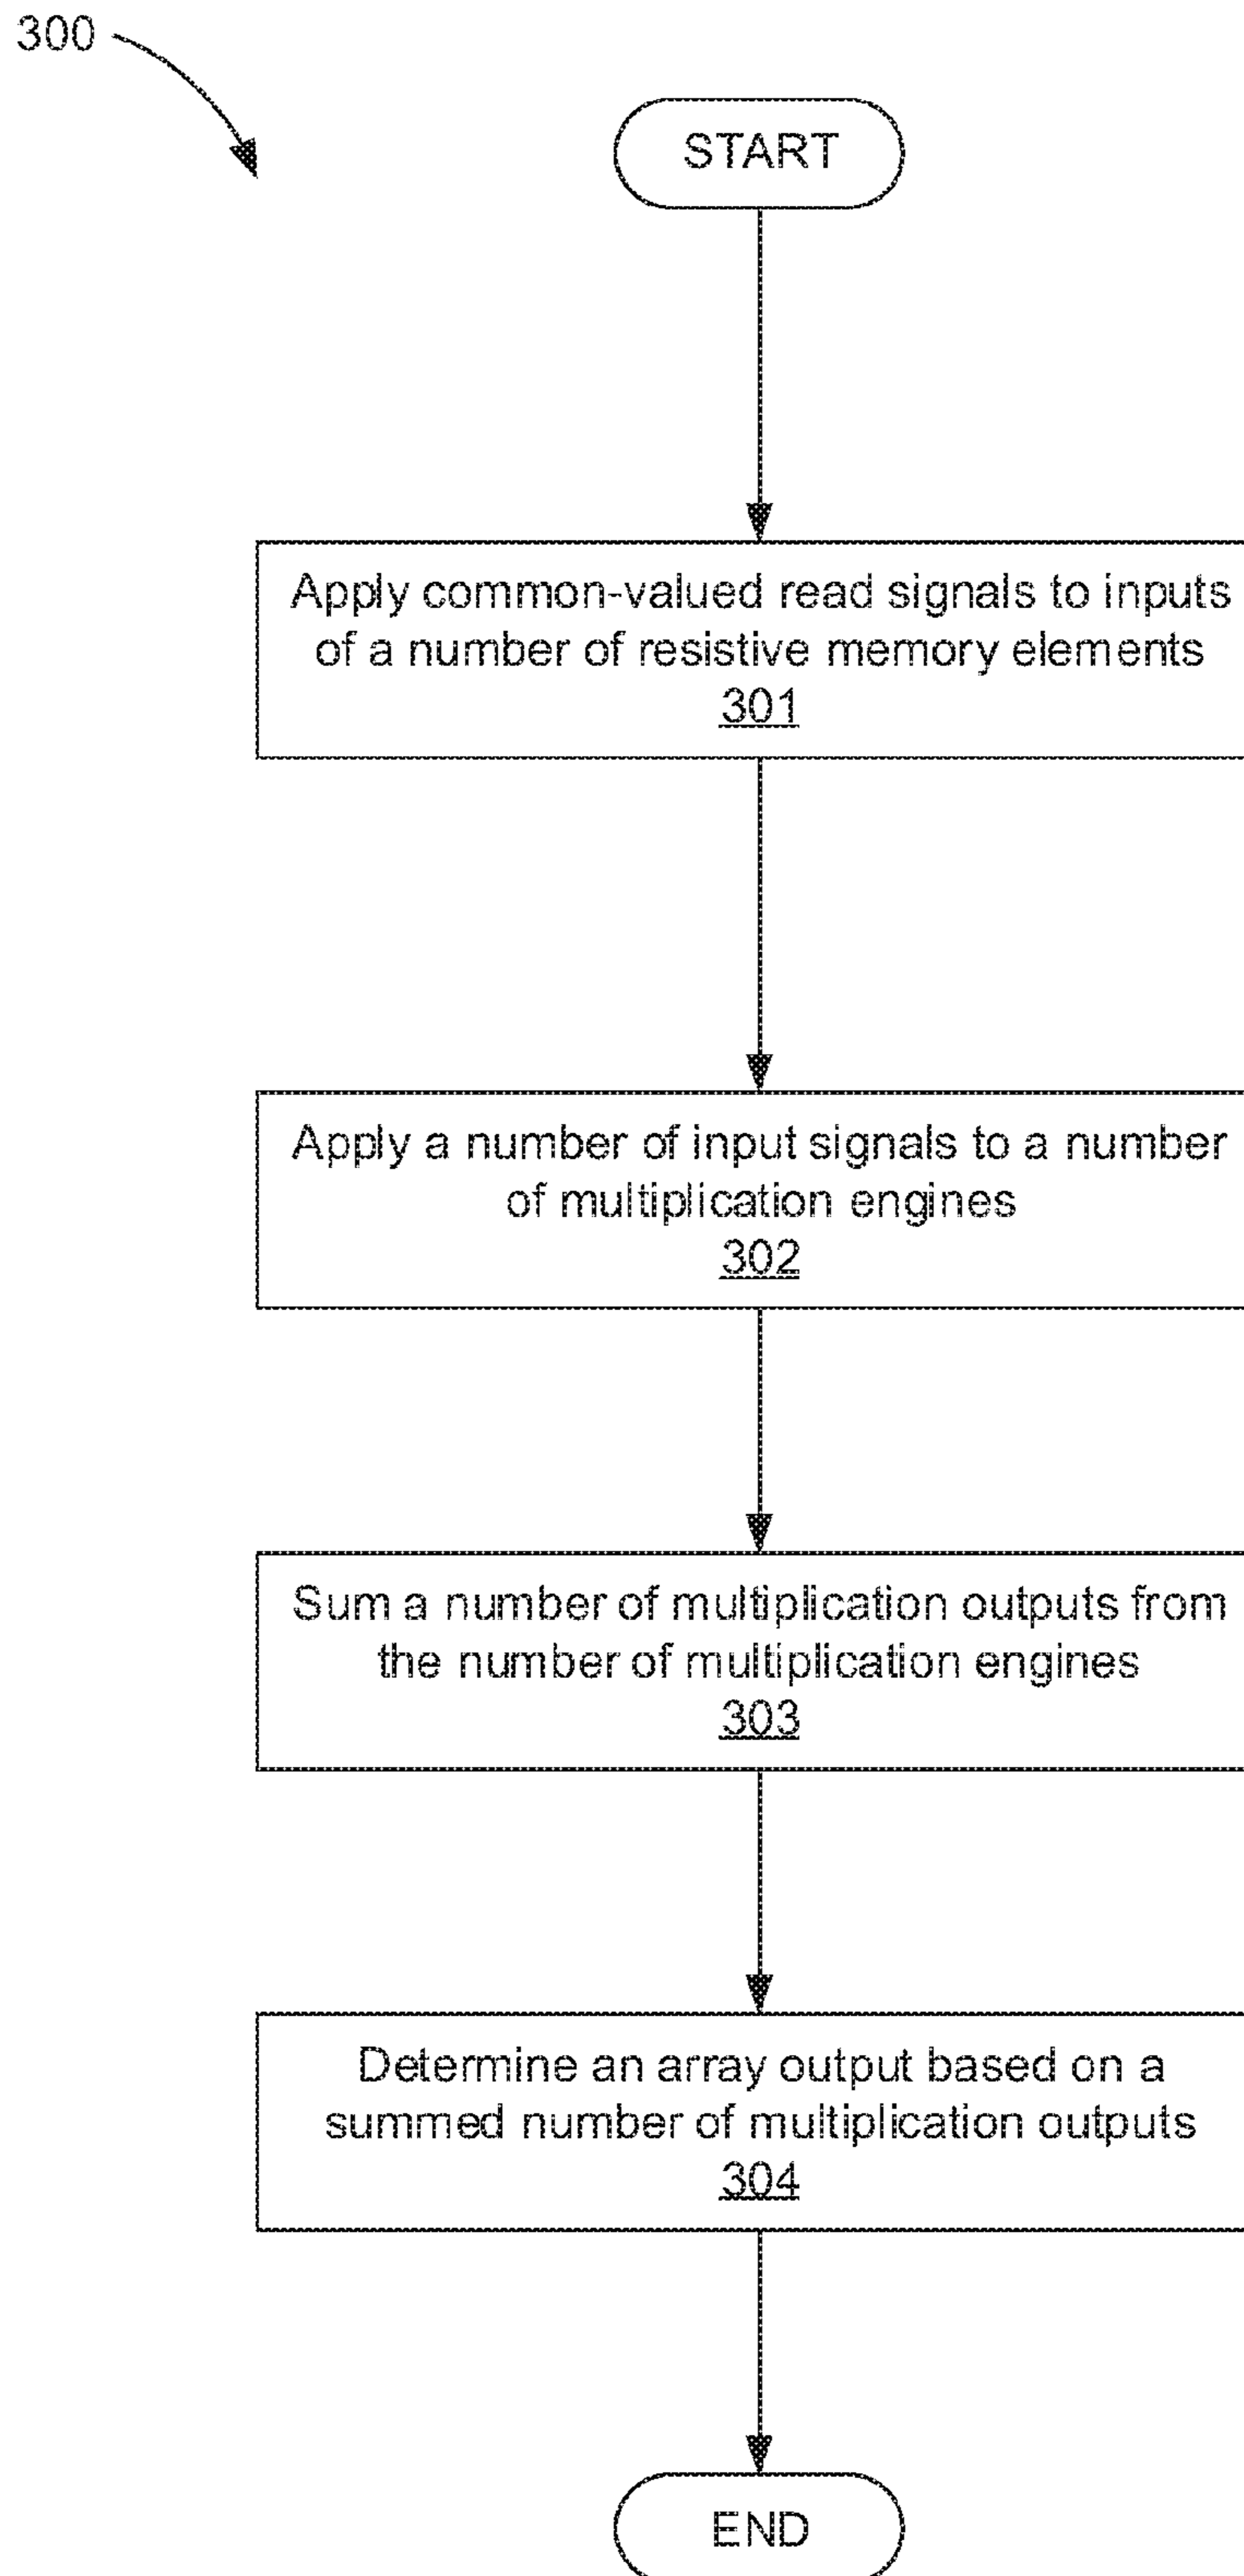 300
START
Apply common-valued read signals to inputs
of a number of resistive memory elements
301
Apply a number of input signals to a number
of multiplication engines
302
Sum a number of multiplication outputs from
the number of multiplication engines
303
Determine an array output based on a
summed number of multiplication outputs
304
END